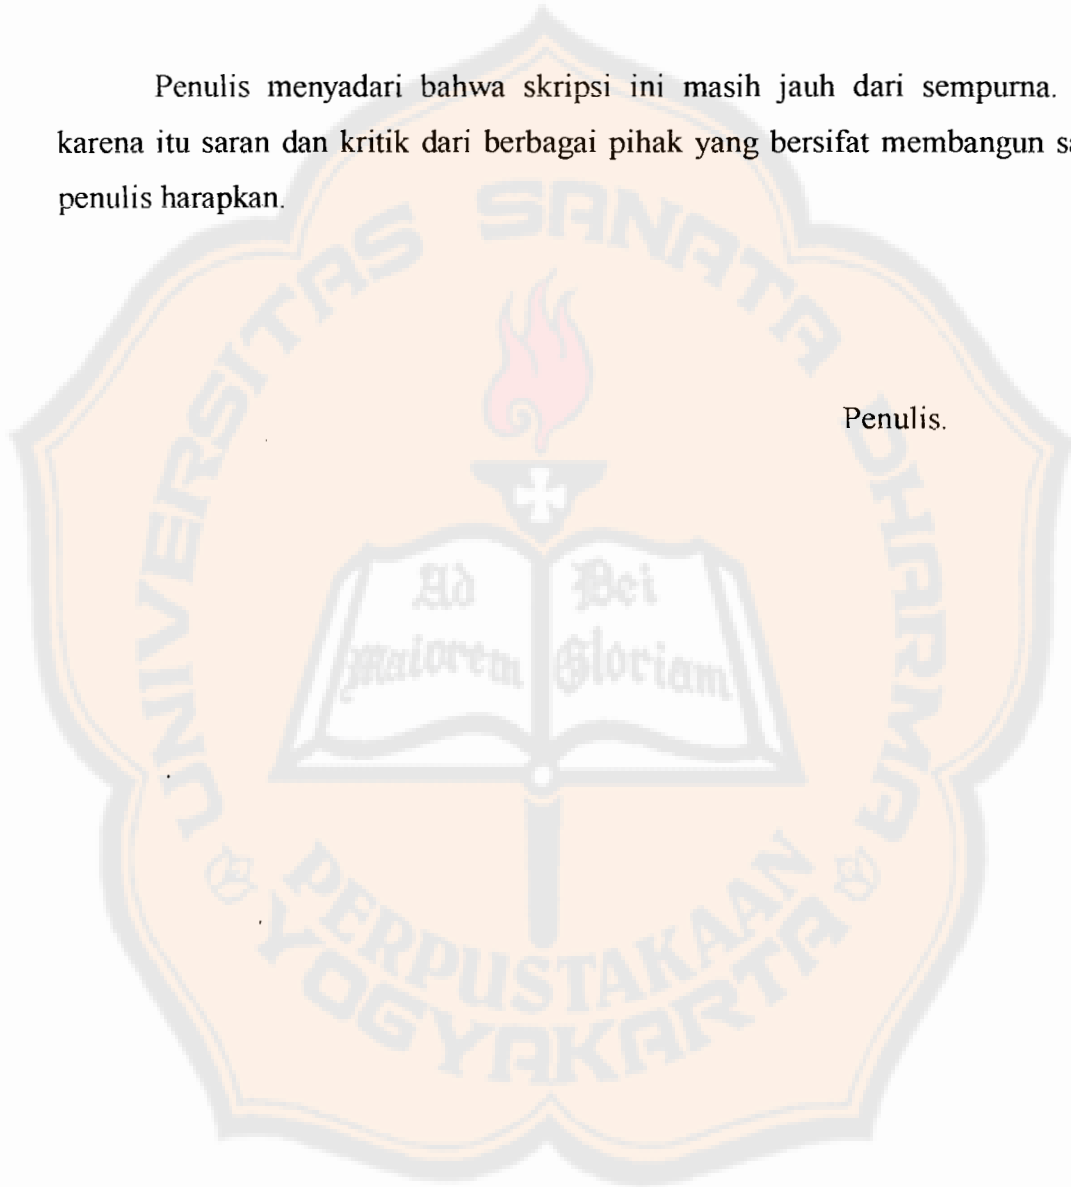 Penulis menyadari bahwa skripsi ini masih jauh dari sempurna.
karena itu saran dan kritik dari berbagai pihak yang bersifat membangun
penulis harapkan.
Penulis.
UNIVERSITAS SANATA DHARMA
Ad
Maiorem
Dei
Gloriam
PERPUSTAKAAN
YOGYAKARTA